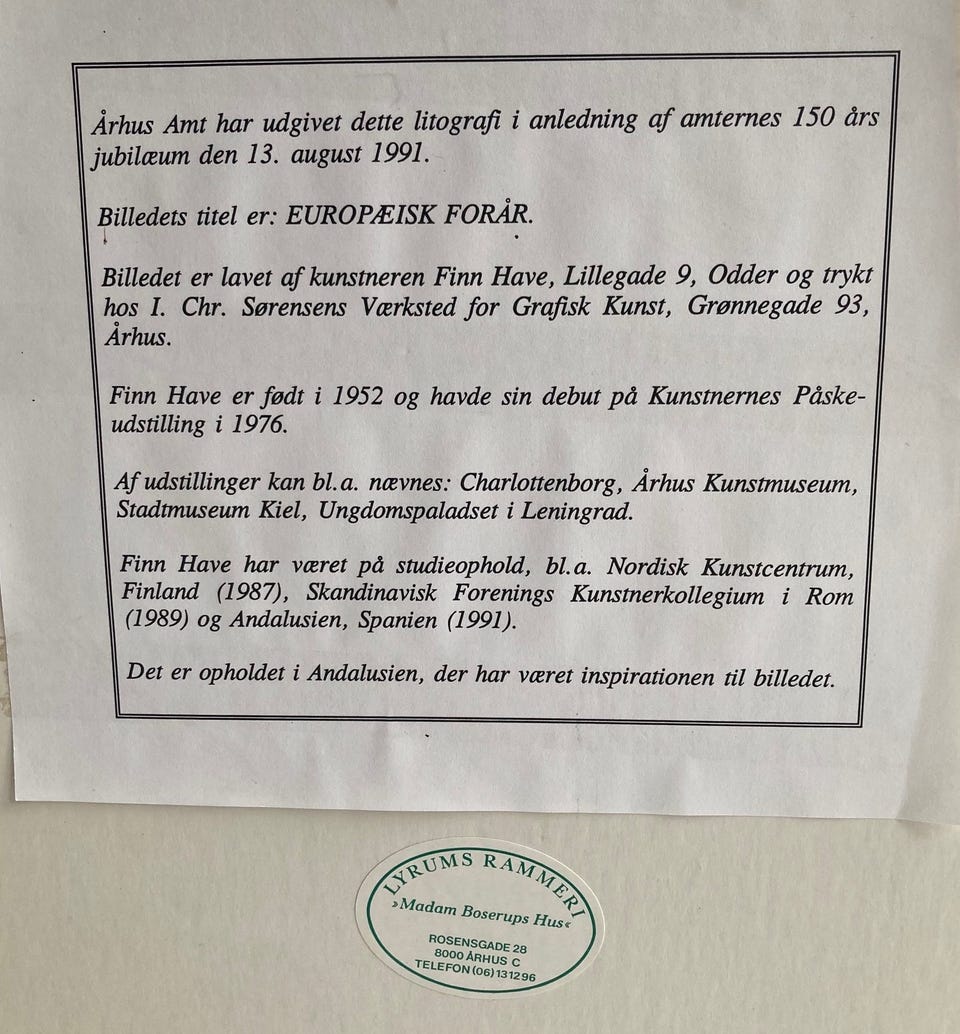 Århus Amt har udgivet dette litografi i anledning af amternes 150 års
jubilæum den 13. august 1991.
Billedets titel er: EUROPÆISK FORÅR.
Billedet er lavet af kunstneren Finn Have, Lillegade 9, Odder og trykt
hos I. Chr. Sørensens Værksted for Grafisk Kunst, Grønnegade 93,
Århus.
Finn Have er født i 1952 og havde sin debut på Kunstnernes Påske-
udstilling i 1976.
Af udstillinger kan bl.a. nævnes: Charlottenborg, Århus Kunstmuseum,
Stadtmuseum Kiel, Ungdomspaladset i Leningrad.
Finn Have har været på studieophold, bl.a. Nordisk Kunstcentrum,
Finland (1987), Skandinavisk Forenings Kunstnerkollegium i Rom
(1989) og Andalusien, Spanien (1991).
Det er opholdet i Andalusien, der har været inspirationen til billedet.
LYRUMS RAMMERI
»Madam Boserups Hus«
ROSENSGADE 28
8000 ÅRHUS C
TELEFON (06) 131296